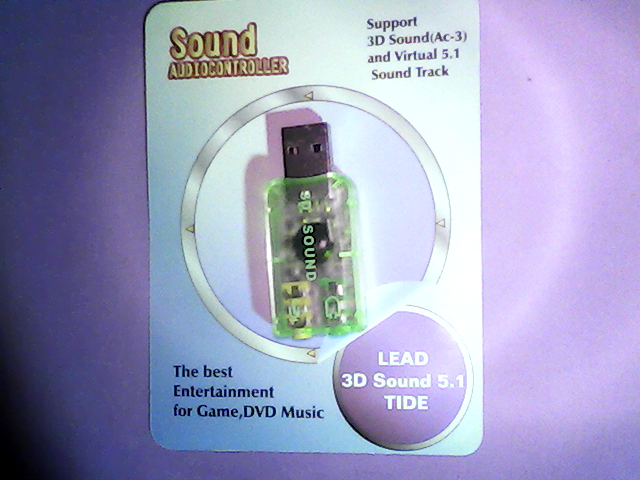 Sound
AUDIOCONTROLLER
Support
3D Sound(Ac-3)
and Virtual 5.1
Sound Track
5D SOUND
The best
Entertainment
for Game,DVD Music
LEAD
3D Sound 5.1
TIDE